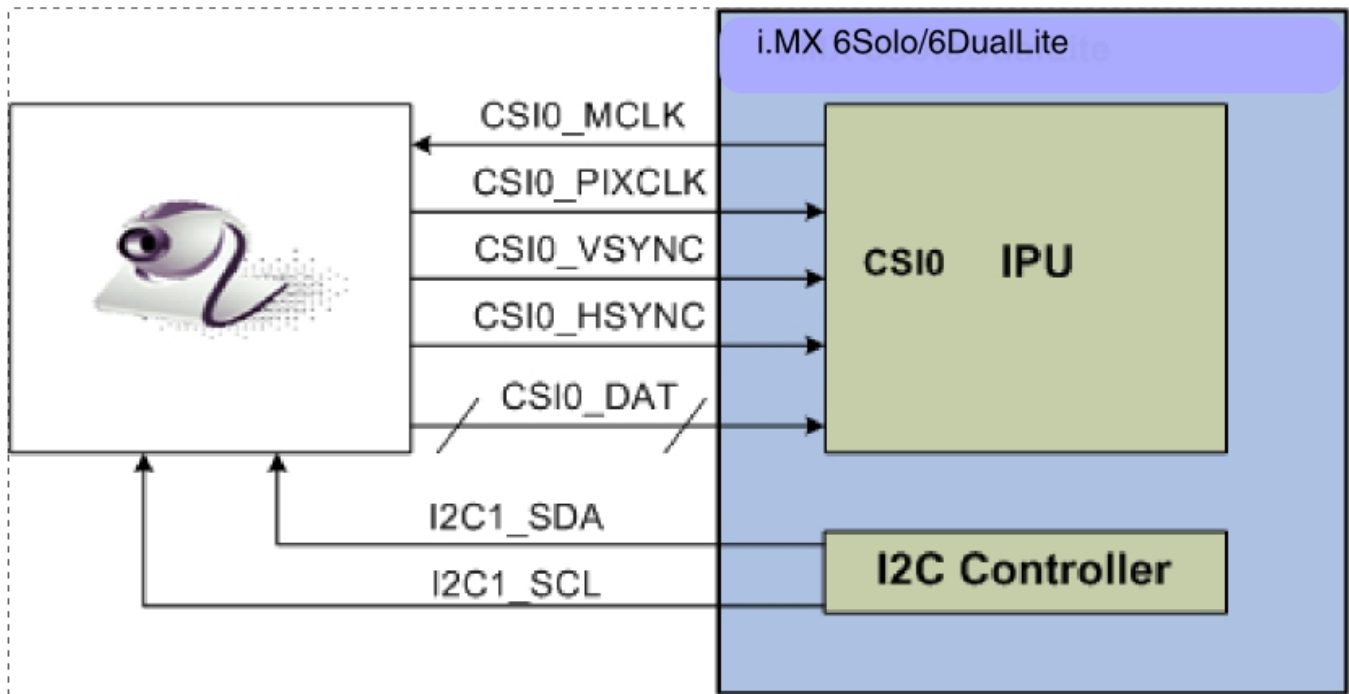 i.MX 6Solo/6DualLite
CSI0_MCLK
CSI0_PIXCLK
CSI0_VSYNC
CSI0 IPU
CSI0_HSYNC
CSI0_DAT
I2C1_SDA
I2C Controller
I2C1_SCL